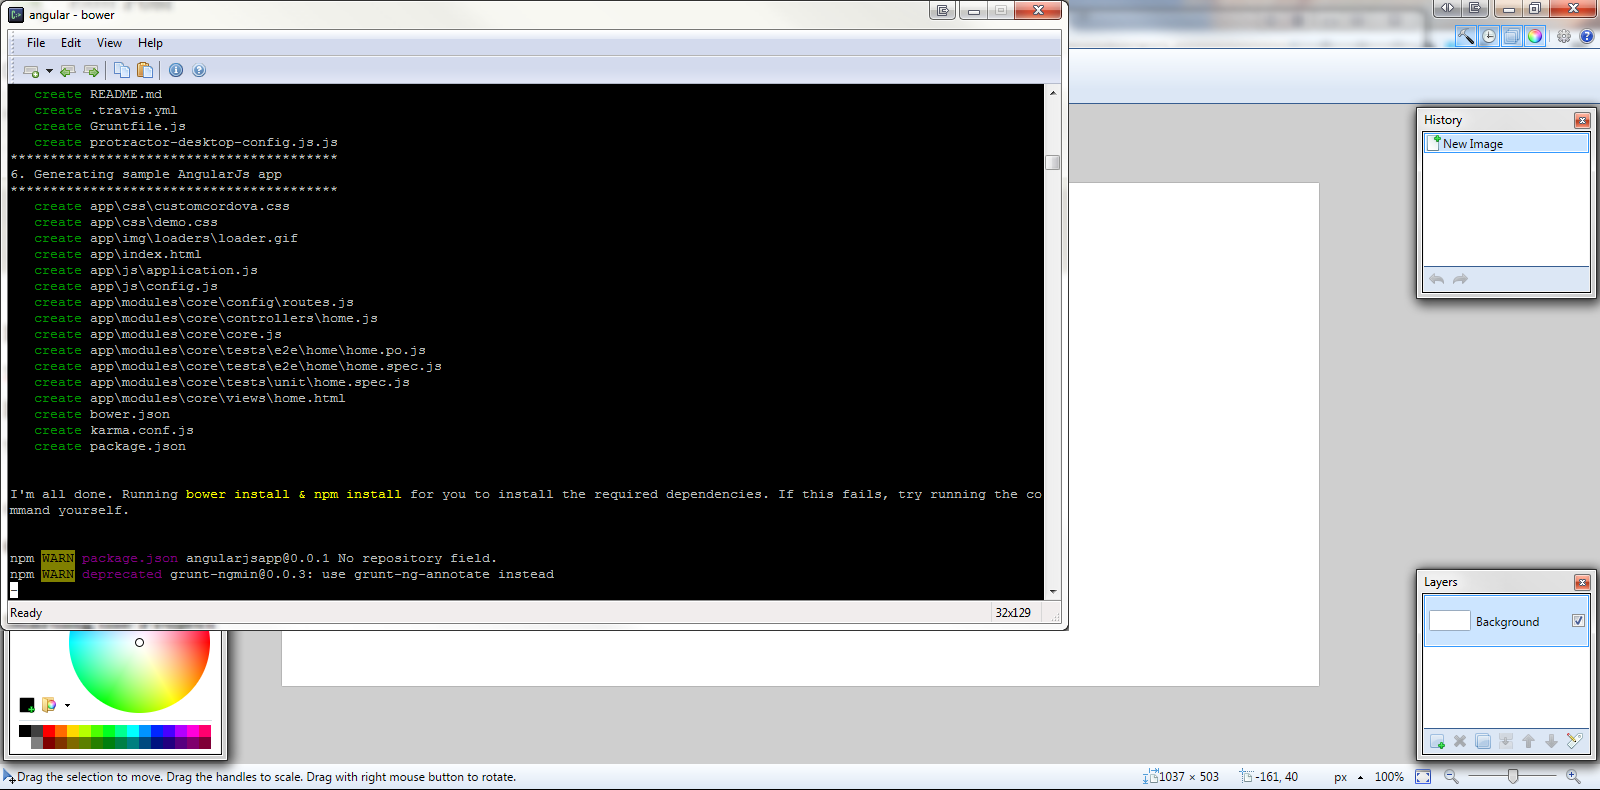 angular - bower
File Edit View Help
create README.md
create .travis.yml
create Gruntfile.js
create protractor-desktop-config.js.js
*****************************************
6. Generating sample AngularJs app
*****************************************
create app\css\customcordova.css
create app\css\demo.css
create app\img\loaders\loader.gif
create app\index.html
create app\js\application.js
create app\js\config.js
create app\modules\core\config\routes.js
create app\modules\core\controllers\home.js
create app\modules\core\core.js
create app\modules\core\tests\e2e\home\home.po.js
create app\modules\core\tests\e2e\home\home.spec.js
create app\modules\core\tests\unit\home.spec.js
create app\modules\core\views\home.html
create bower.json
create karma.conf.js
create package.json
I'm all done. Running bower install & npm install for you to install the required dependencies. If this fails, try running the co
mmand yourself.
npm WARN package.json angularjsapp@0.0.1 No repository field.
npm WARN deprecated grunt-ngmin@0.0.3: use grunt-ng-annotate instead
Ready 32x129
History
New Image
Layers
Background
Drag the selection to move. Drag the handles to scale. Drag with right mouse button to rotate.
1037 × 503 -161, 40 px 100%